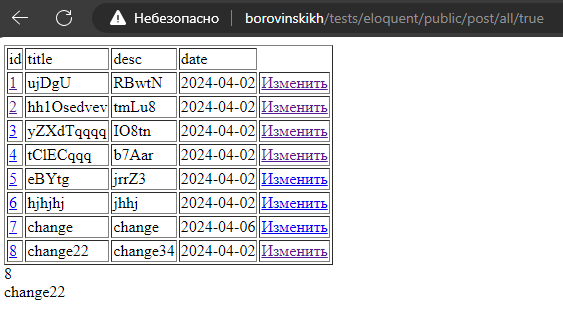 Небезопасно borovinskikh/tests/eloquent/public/post/all/true
id title desc date
1 ujDgU RBwtN 2024-04-02 Изменить
2 hh1Osedvev tmLu8 2024-04-02 Изменить
3 yZXdTqqqq IO8tn 2024-04-02 Изменить
4 tClECqqq b7Aar 2024-04-02 Изменить
5 eBYtg jrrZ3 2024-04-02 Изменить
6 hjhjhj jhhj 2024-04-02 Изменить
7 change change 2024-04-06 Изменить
8 change22 change34 2024-04-02 Изменить
8
change22